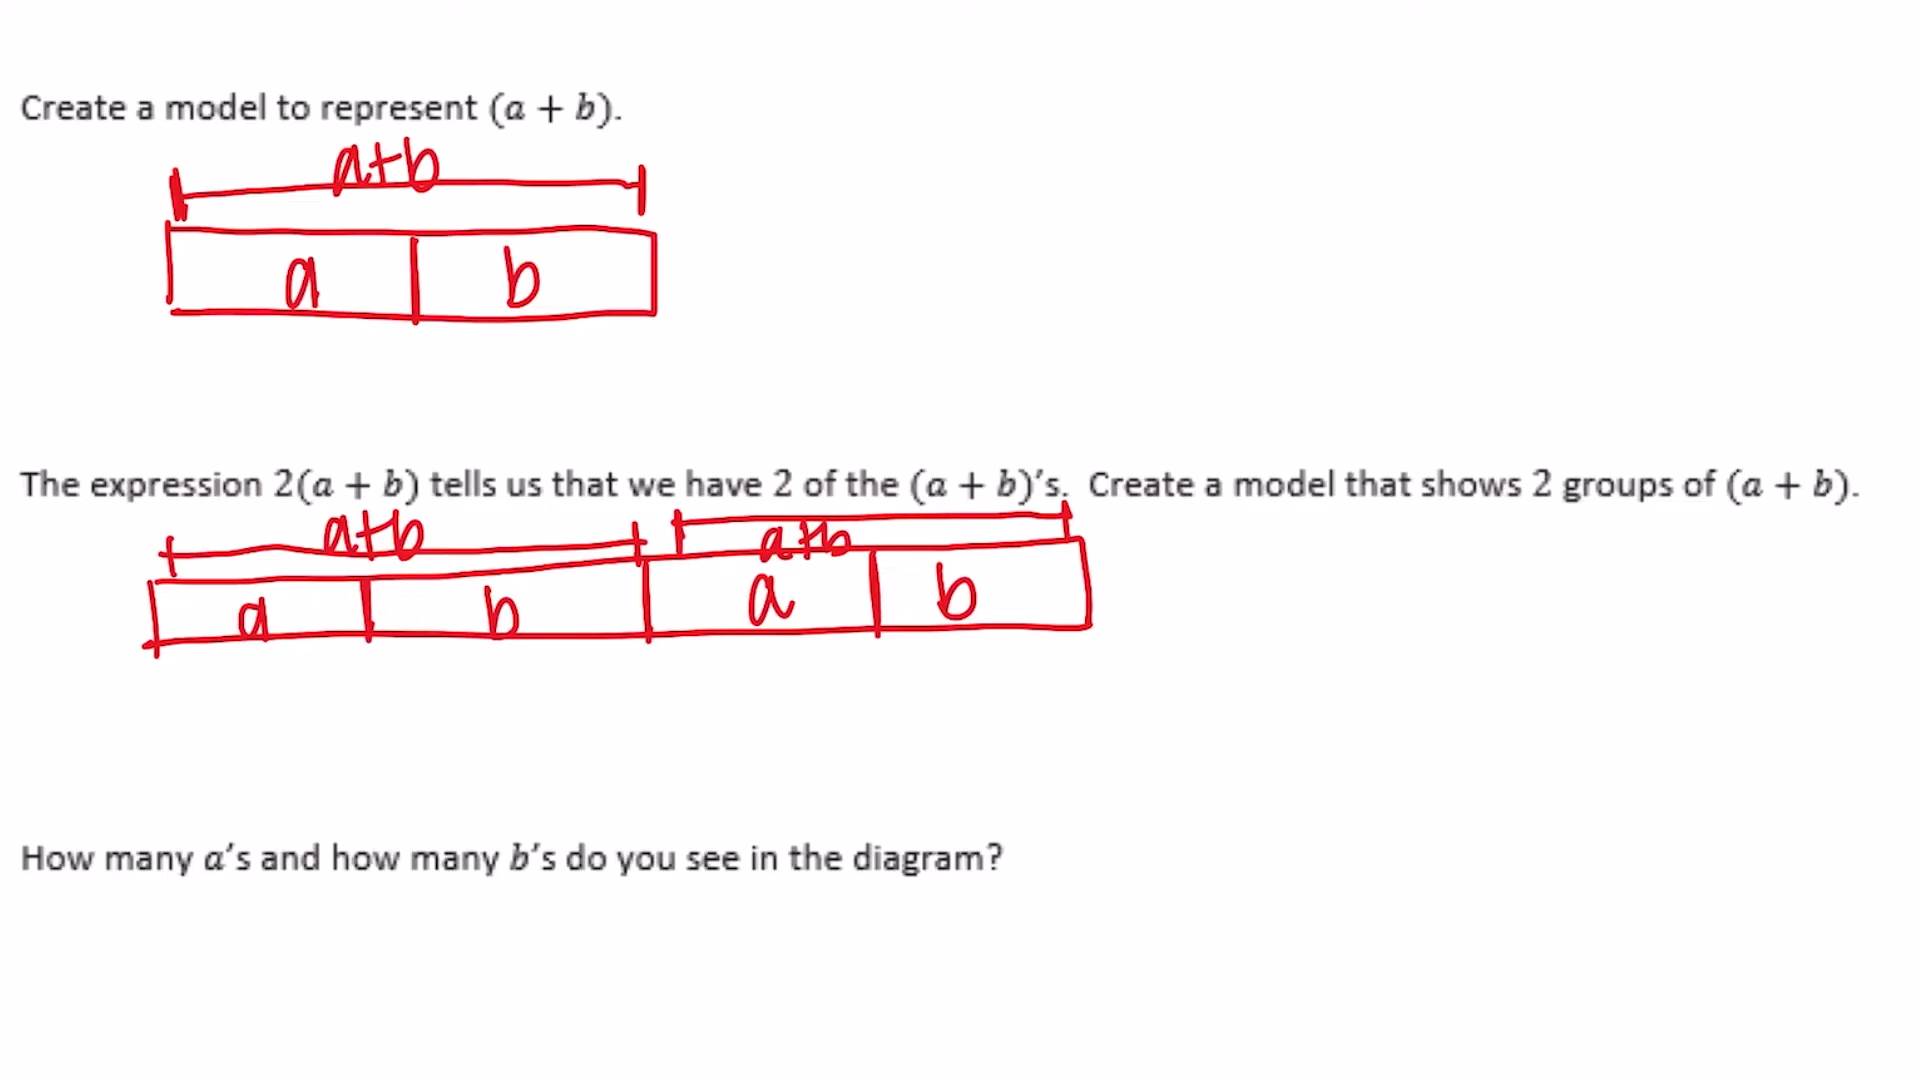 Create a model to represent (a + b).
a+b
a b
The expression 2(a + b) tells us that we have 2 of the (a + b)'s. Create a model that shows 2 groups of (a + b).
a+b a+b
a b a b
How many a's and how many b's do you see in the diagram?